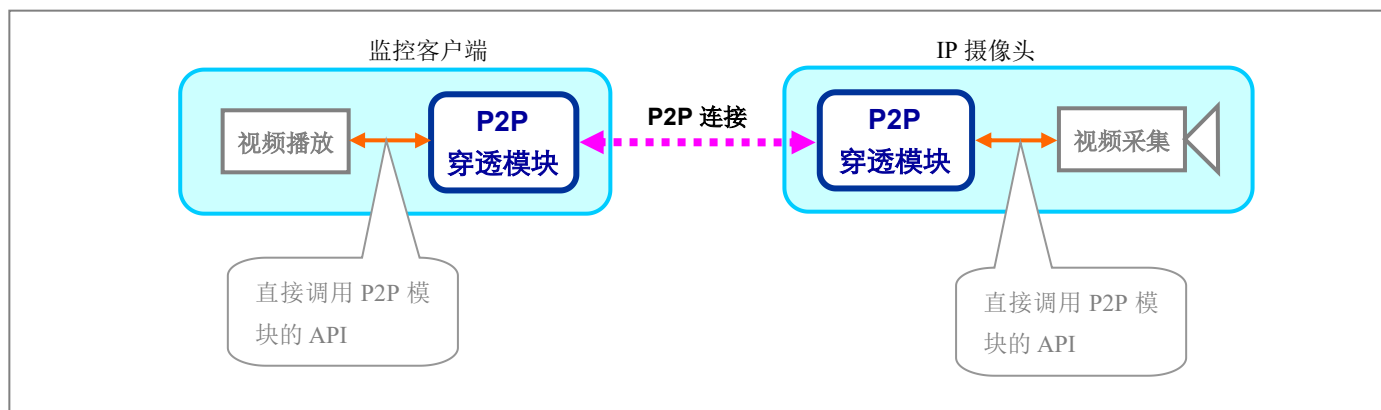 监控客户端
IP 摄像头
视频播放
P2P
穿透模块
P2P 连接
P2P
穿透模块
视频采集
直接调用 P2P 模
块的 API
直接调用 P2P 模
块的 API